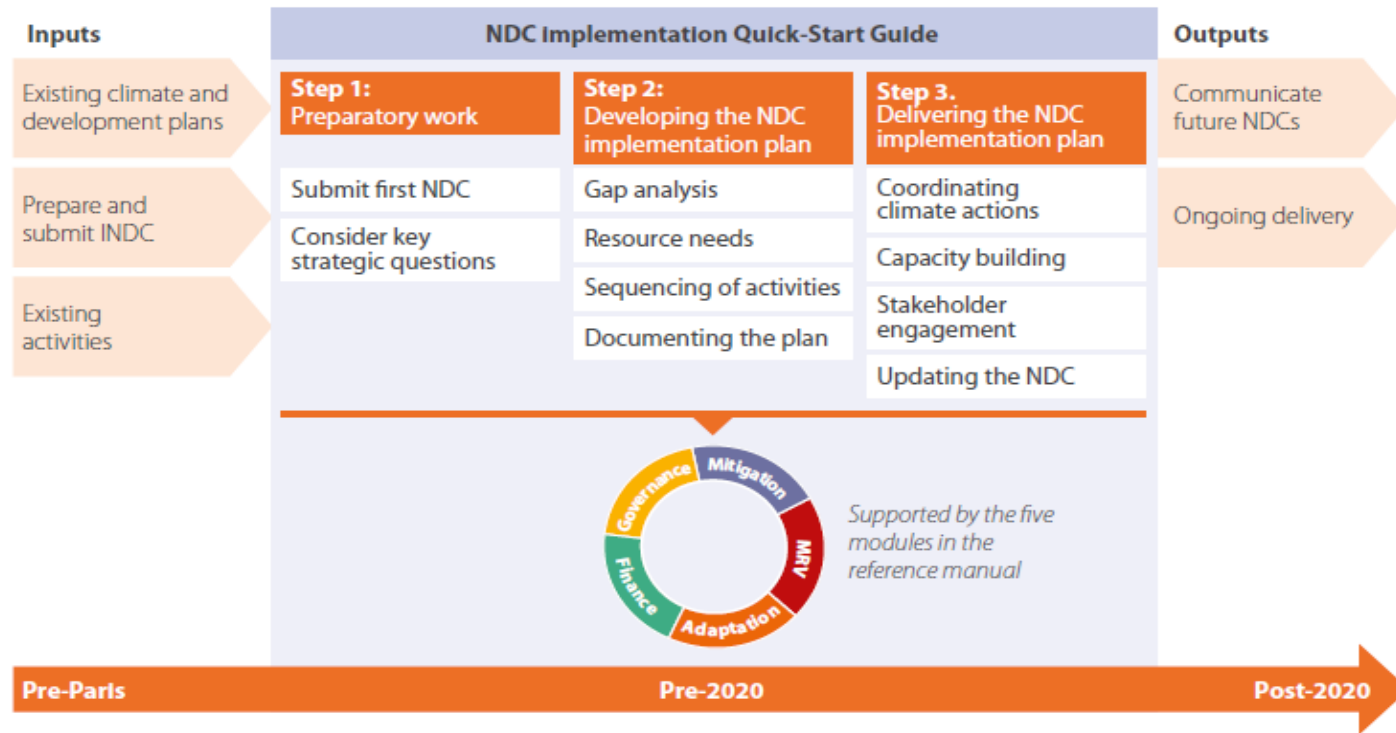 Inputs
NDC implementation Quick-Start Guide
Outputs
Existing climate and
development plans
Prepare and
submit INDC
Existing
activities
Step 1:
Preparatory work
Submit first NDC
Consider key
strategic questions
Step 2:
Developing the NDC
implementation plan
Gap analysis
Resource needs
Sequencing of activities
Documenting the plan
Step 3.
Delivering the NDC
implementation plan
Coordinating
climate actions
Capacity building
Stakeholder
engagement
Updating the NDC
Communicate
future NDCs
Ongoing delivery
Governance
Mitigation
MRV
Adaptation
Finance
Supported by the five
modules in the
reference manual
Pre-Paris
Pre-2020
Post-2020